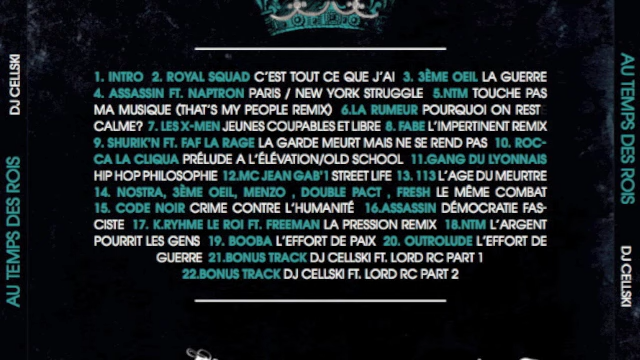 1. INTRO 2. ROYAL SQUAD C'EST TOUT CE QUE J'AI 3. 3ÈME OEIL LA GUERRE
4. ASSASSIN FT. NAPTRON PARIS / NEW YORK STRUGGLE 5.NTM TOUCHE PAS
MA MUSIQUE (THAT'S MY PEOPLE REMIX) 6.LA RUMEUR POURQUOI ON REST
CALME? 7. LES X-MEN JEUNES COUPABLES ET LIBRE 8. FABE L'IMPERTINENT REMIX
9. SHURIK'N FT. FAF LA RAGE LA GARDE MEURT MAIS NE SE REND PAS 10. ROC-
CA LA CLIQUA PRÉLUDE A L'ÉLÉVATION/OLD SCHOOL 11.GANG DU LYONNAIS
HIP HOP PHILOSOPHIE 12.MC JEAN GAB'1 STREET LIFE 13. 113 L'AGE DU MEURTRE
14. NOSTRA, 3ÈME OEIL, MENZO , DOUBLE PACT , FRESH LE MÊME COMBAT
15. CODE NOIR CRIME CONTRE L'HUMANITÉ 16.ASSASSIN DÉMOCRATIE FAS-
CISTE 17. K.RHYME LE ROI FT. FREEMAN LA PRESSION REMIX 18.NTM L'ARGENT
POURRIT LES GENS 19. BOOBA L'EFFORT DE PAIX 20. OUTROLUDE L'EFFORT DE
GUERRE 21.BONUS TRACK DJ CELLSKI FT. LORD RC PART 1
22.BONUS TRACK DJ CELLSKI FT. LORD RC PART 2
AU TEMPS DES ROIS
DJ CELLSKI
AU TEMPS DES ROIS
DJ CELLSKI